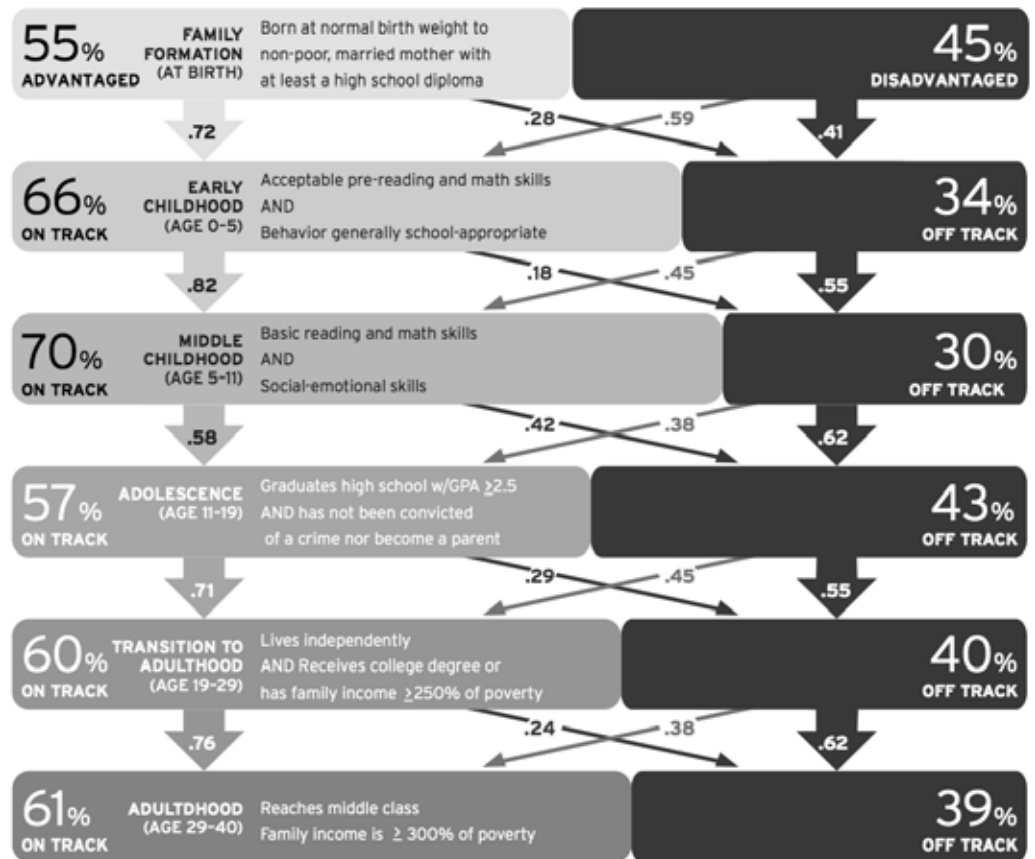 55%
ADVANTAGED
FAMILY
FORMATION
(AT BIRTH)
Born at normal birth weight to
non-poor, married mother with
at least a high school diploma
45%
DISADVANTAGED
.72
.28
.59
.41
66%
ON TRACK
EARLY
CHILDHOOD
(AGE 0-5)
Acceptable pre-reading and math skills
AND
Behavior generally school-appropriate
34%
OFF TRACK
.82
.18
.45
.55
70%
ON TRACK
MIDDLE
CHILDHOOD
(AGE 5-11)
Basic reading and math skills
AND
Social-emotional skills
30%
OFF TRACK
.58
.42
.38
.62
57%
ON TRACK
ADOLESCENCE
(AGE 11-19)
Graduates high school w/GPA ≥2.5
AND has not been convicted
of a crime nor become a parent
43%
OFF TRACK
.71
.29
.45
.55
60%
ON TRACK
TRANSITION TO
ADULTHOOD
(AGE 19-29)
Lives independently
AND Receives college degree or
has family income ≥250% of poverty
40%
OFF TRACK
.76
.24
.38
.62
61%
ON TRACK
ADULTDHOOD
(AGE 29-40)
Reaches middle class
Family income is ≥ 300% of poverty
39%
OFF TRACK